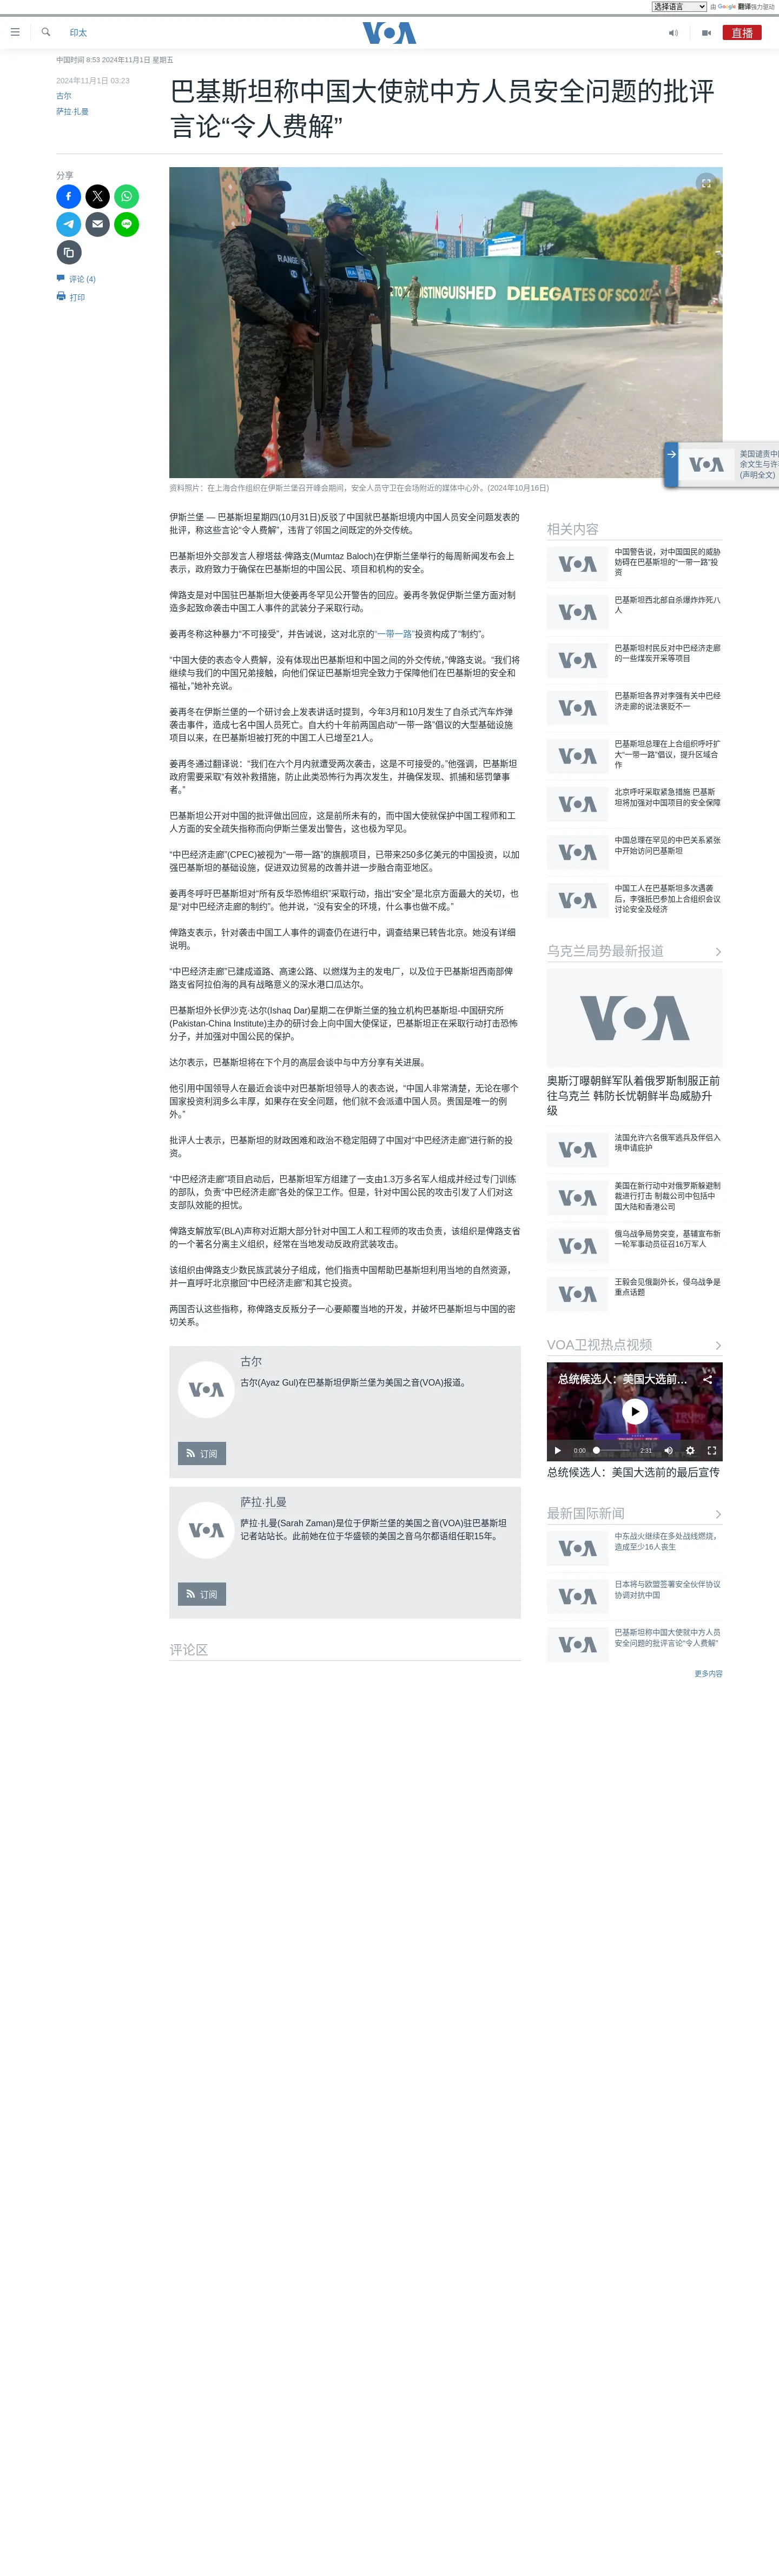 选择语言
由 Google 翻译强力驱动
印太
VOA
直播
中国时间 8:53 2024年11月1日 星期五
2024年11月1日 03:23
古尔
萨拉·扎曼
巴基斯坦称中国大使就中方人员安全问题的批评
言论“令人费解”
分享
评论 (4)
打印
RANGE
TO THE DISTINGUISHED DELEGATES OF SCO
资料照片：在上海合作组织在伊斯兰堡召开峰会期间，安全人员守卫在会场附近的媒体中心外。(2024年10月16日)
美国谴责中
余文生与许
(声明全文)
伊斯兰堡 — 巴基斯坦星期四(10月31日)反驳了中国就巴基斯坦境内中国人员安全问题发表的
批评，称这些言论“令人费解”，违背了邻国之间既定的外交传统。
巴基斯坦外交部发言人穆塔兹·俾路支(Mumtaz Baloch)在伊斯兰堡举行的每周新闻发布会上
表示，政府致力于确保在巴基斯坦的中国公民、项目和机构的安全。
俾路支是对中国驻巴基斯坦大使姜再冬罕见公开警告的回应。姜再冬敦促伊斯兰堡方面对制
造多起致命袭击中国工人事件的武装分子采取行动。
姜再冬称这种暴力“不可接受”，并告诫说，这对北京的“一带一路”投资构成了“制约”。
“中国大使的表态令人费解，没有体现出巴基斯坦和中国之间的外交传统，”俾路支说。“我们将
继续与我们的中国兄弟接触，向他们保证巴基斯坦完全致力于保障他们在巴基斯坦的安全和
福祉，”她补充说。
姜再冬在伊斯兰堡的一个研讨会上发表讲话时提到，今年3月和10月发生了自杀式汽车炸弹
袭击事件，造成七名中国人员死亡。自大约十年前两国启动“一带一路”倡议的大型基础设施
项目以来，在巴基斯坦被打死的中国工人已增至21人。
姜再冬通过翻译说：“我们在六个月内就遭受两次袭击，这是不可接受的。”他强调，巴基斯坦
政府需要采取“有效补救措施，防止此类恐怖行为再次发生，并确保发现、抓捕和惩罚肇事
者。”
巴基斯坦公开对中国的批评做出回应，这是前所未有的，而中国大使就保护中国工程师和工
人方面的安全疏失指称而向伊斯兰堡发出警告，这也极为罕见。
“中巴经济走廊”(CPEC)被视为“一带一路”的旗舰项目，已带来250多亿美元的中国投资，以加
强巴基斯坦的基础设施，促进双边贸易的改善并进一步融合南亚地区。
姜再冬呼吁巴基斯坦对“所有反华恐怖组织”采取行动，指出“安全”是北京方面最大的关切，也
是“对中巴经济走廊的制约”。他并说，“没有安全的环境，什么事也做不成。”
俾路支表示，针对袭击中国工人事件的调查仍在进行中，调查结果已转告北京。她没有详细
说明。
“中巴经济走廊”已建成道路、高速公路、以燃煤为主的发电厂，以及位于巴基斯坦西南部俾
路支省阿拉伯海的具有战略意义的深水港口瓜达尔。
巴基斯坦外长伊沙克·达尔(Ishaq Dar)星期二在伊斯兰堡的独立机构巴基斯坦-中国研究所
(Pakistan-China Institute)主办的研讨会上向中国大使保证，巴基斯坦正在采取行动打击恐怖
分子，并加强对中国公民的保护。
达尔表示，巴基斯坦将在下个月的高层会谈中与中方分享有关进展。
他引用中国领导人在最近会谈中对巴基斯坦领导人的表态说，“中国人非常清楚，无论在哪个
国家投资利润多么丰厚，如果存在安全问题，他们就不会派遣中国人员。贵国是唯一的例
外。”
批评人士表示，巴基斯坦的财政困难和政治不稳定阻碍了中国对“中巴经济走廊”进行新的投
资。
“中巴经济走廊”项目启动后，巴基斯坦军方组建了一支由1.3万多名军人组成并经过专门训练
的部队，负责“中巴经济走廊”各处的保卫工作。但是，针对中国公民的攻击引发了人们对这
支部队效能的担忧。
俾路支解放军(BLA)声称对近期大部分针对中国工人和工程师的攻击负责，该组织是俾路支省
的一个著名分离主义组织，经常在当地发动反政府武装攻击。
该组织由俾路支少数民族武装分子组成，他们指责中国帮助巴基斯坦利用当地的自然资源，
并一直呼吁北京撤回“中巴经济走廊”和其它投资。
两国否认这些指称，称俾路支反叛分子一心要颠覆当地的开发，并破坏巴基斯坦与中国的密
切关系。
古尔
古尔(Ayaz Gul)在巴基斯坦伊斯兰堡为美国之音(VOA)报道。
订阅
萨拉·扎曼
萨拉·扎曼(Sarah Zaman)是位于伊斯兰堡的美国之音(VOA)驻巴基斯坦
记者站站长。此前她在位于华盛顿的美国之音乌尔都语组任职15年。
订阅
评论区
相关内容
中国警告说，对中国国民的威胁
妨碍在巴基斯坦的“一带一路”投
资
巴基斯坦西北部自杀爆炸炸死八
人
巴基斯坦村民反对中巴经济走廊
的一些煤炭开采等项目
巴基斯坦各界对李强有关中巴经
济走廊的说法褒贬不一
巴基斯坦总理在上合组织呼吁扩
大“一带一路”倡议，提升区域合
作
北京呼吁采取紧急措施 巴基斯
坦将加强对中国项目的安全保障
中国总理在罕见的中巴关系紧张
中开始访问巴基斯坦
中国工人在巴基斯坦多次遇袭
后，李强抵巴参加上合组织会议
讨论安全及经济
乌克兰局势最新报道
VOA
奥斯汀曝朝鲜军队着俄罗斯制服正前
往乌克兰 韩防长忧朝鲜半岛威胁升
级
法国允许六名俄军逃兵及伴侣入
境申请庇护
美国在新行动中对俄罗斯躲避制
裁进行打击 制裁公司中包括中
国大陆和香港公司
俄乌战争局势突变，基辅宣布新
一轮军事动员征召16万军人
王毅会见俄副外长，侵乌战争是
重点话题
VOA卫视热点视频
总统候选人：美国大选前...
TRUMP
0:00
2:31
总统候选人：美国大选前的最后宣传
最新国际新闻
中东战火继续在多处战线燃烧，
造成至少16人丧生
日本将与欧盟签署安全伙伴协议
协调对抗中国
巴基斯坦称中国大使就中方人员
安全问题的批评言论“令人费解”
更多内容